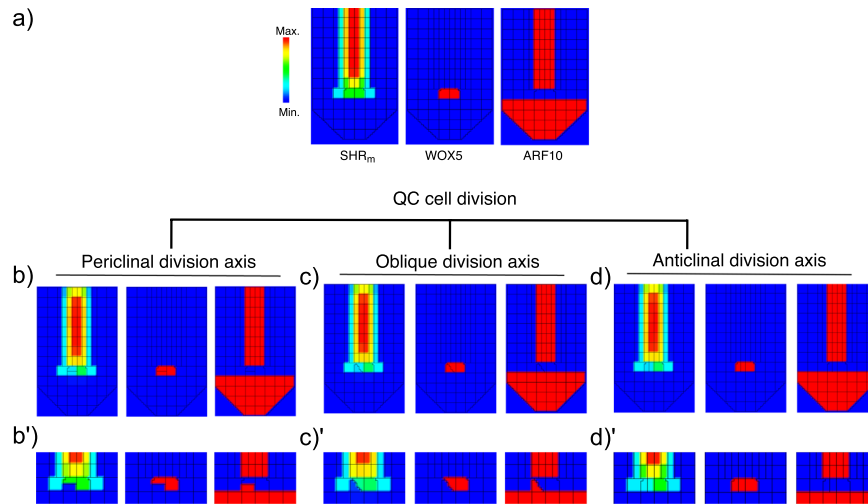 a)
Max.
Min.
SHRm
WOX5
ARF10
QC cell division
Periclinal division axis
Oblique division axis
Anticlinal division axis
b)
c)
d)
b')
c)'
d)'